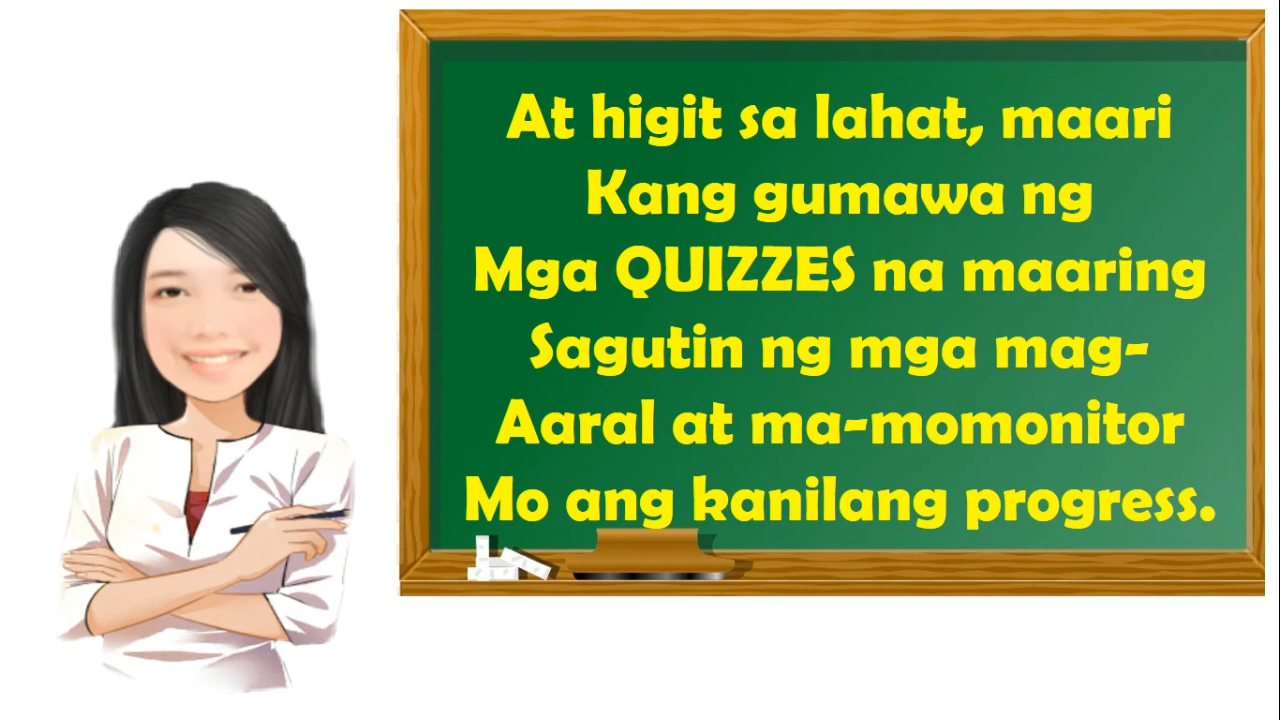 At higit sa lahat, maari
Kang gumawa ng
Mga QUIZZES na maaring
Sagutin ng mga mag-
Aaral at ma-momonitor
Mo ang kanilang progress.